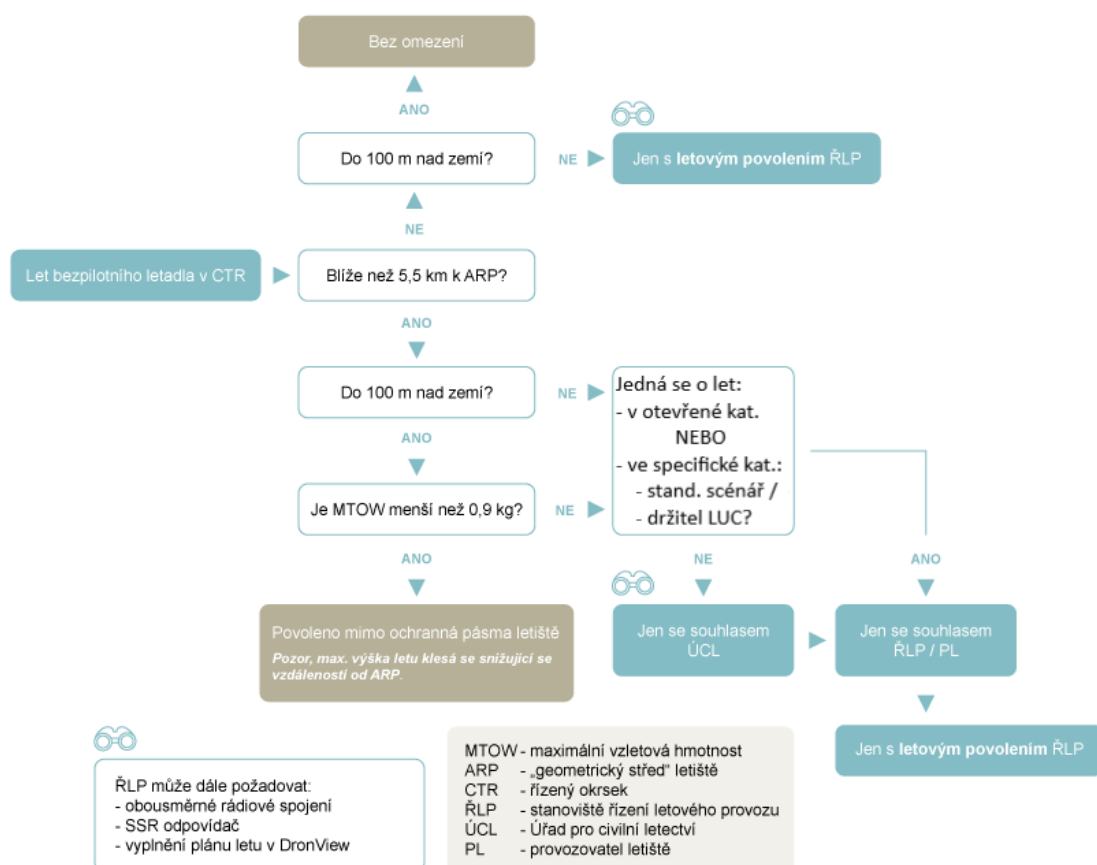 Bez omezení
ANO
Do 100 m nad zemí?
NE
Jen s letovým povolením ŘLP
NE
Let bezpilotního letadla v CTR
Blíže než 5,5 km k ARP?
ANO
Do 100 m nad zemí?
NE
Jedná se o let:
- v otevřené kat.
NEBO
- ve specifické kat.:
- stand. scénář /
- držitel LUC?
ANO
Je MTOW menší než 0,9 kg?
NE
ANO
NE
ANO
Povoleno mimo ochranná pásma letiště
Pozor, max. výška letu klesá se snižující se
vzdáleností od ARP.
Jen se souhlasem
ÚCL
Jen se souhlasem
ŘLP / PL
Jen s letovým povolením ŘLP
ŘLP může dále požadovat:
- obousměrné rádiové spojení
- SSR odpovídač
- vyplnění plánu letu v DronView
MTOW - maximální vzletová hmotnost
ARP - „geometrický střed" letiště
CTR - řízený okrsek
ŘLP - stanoviště řízení letového provozu
ÚCL - Úřad pro civilní letectví
PL - provozovatel letiště